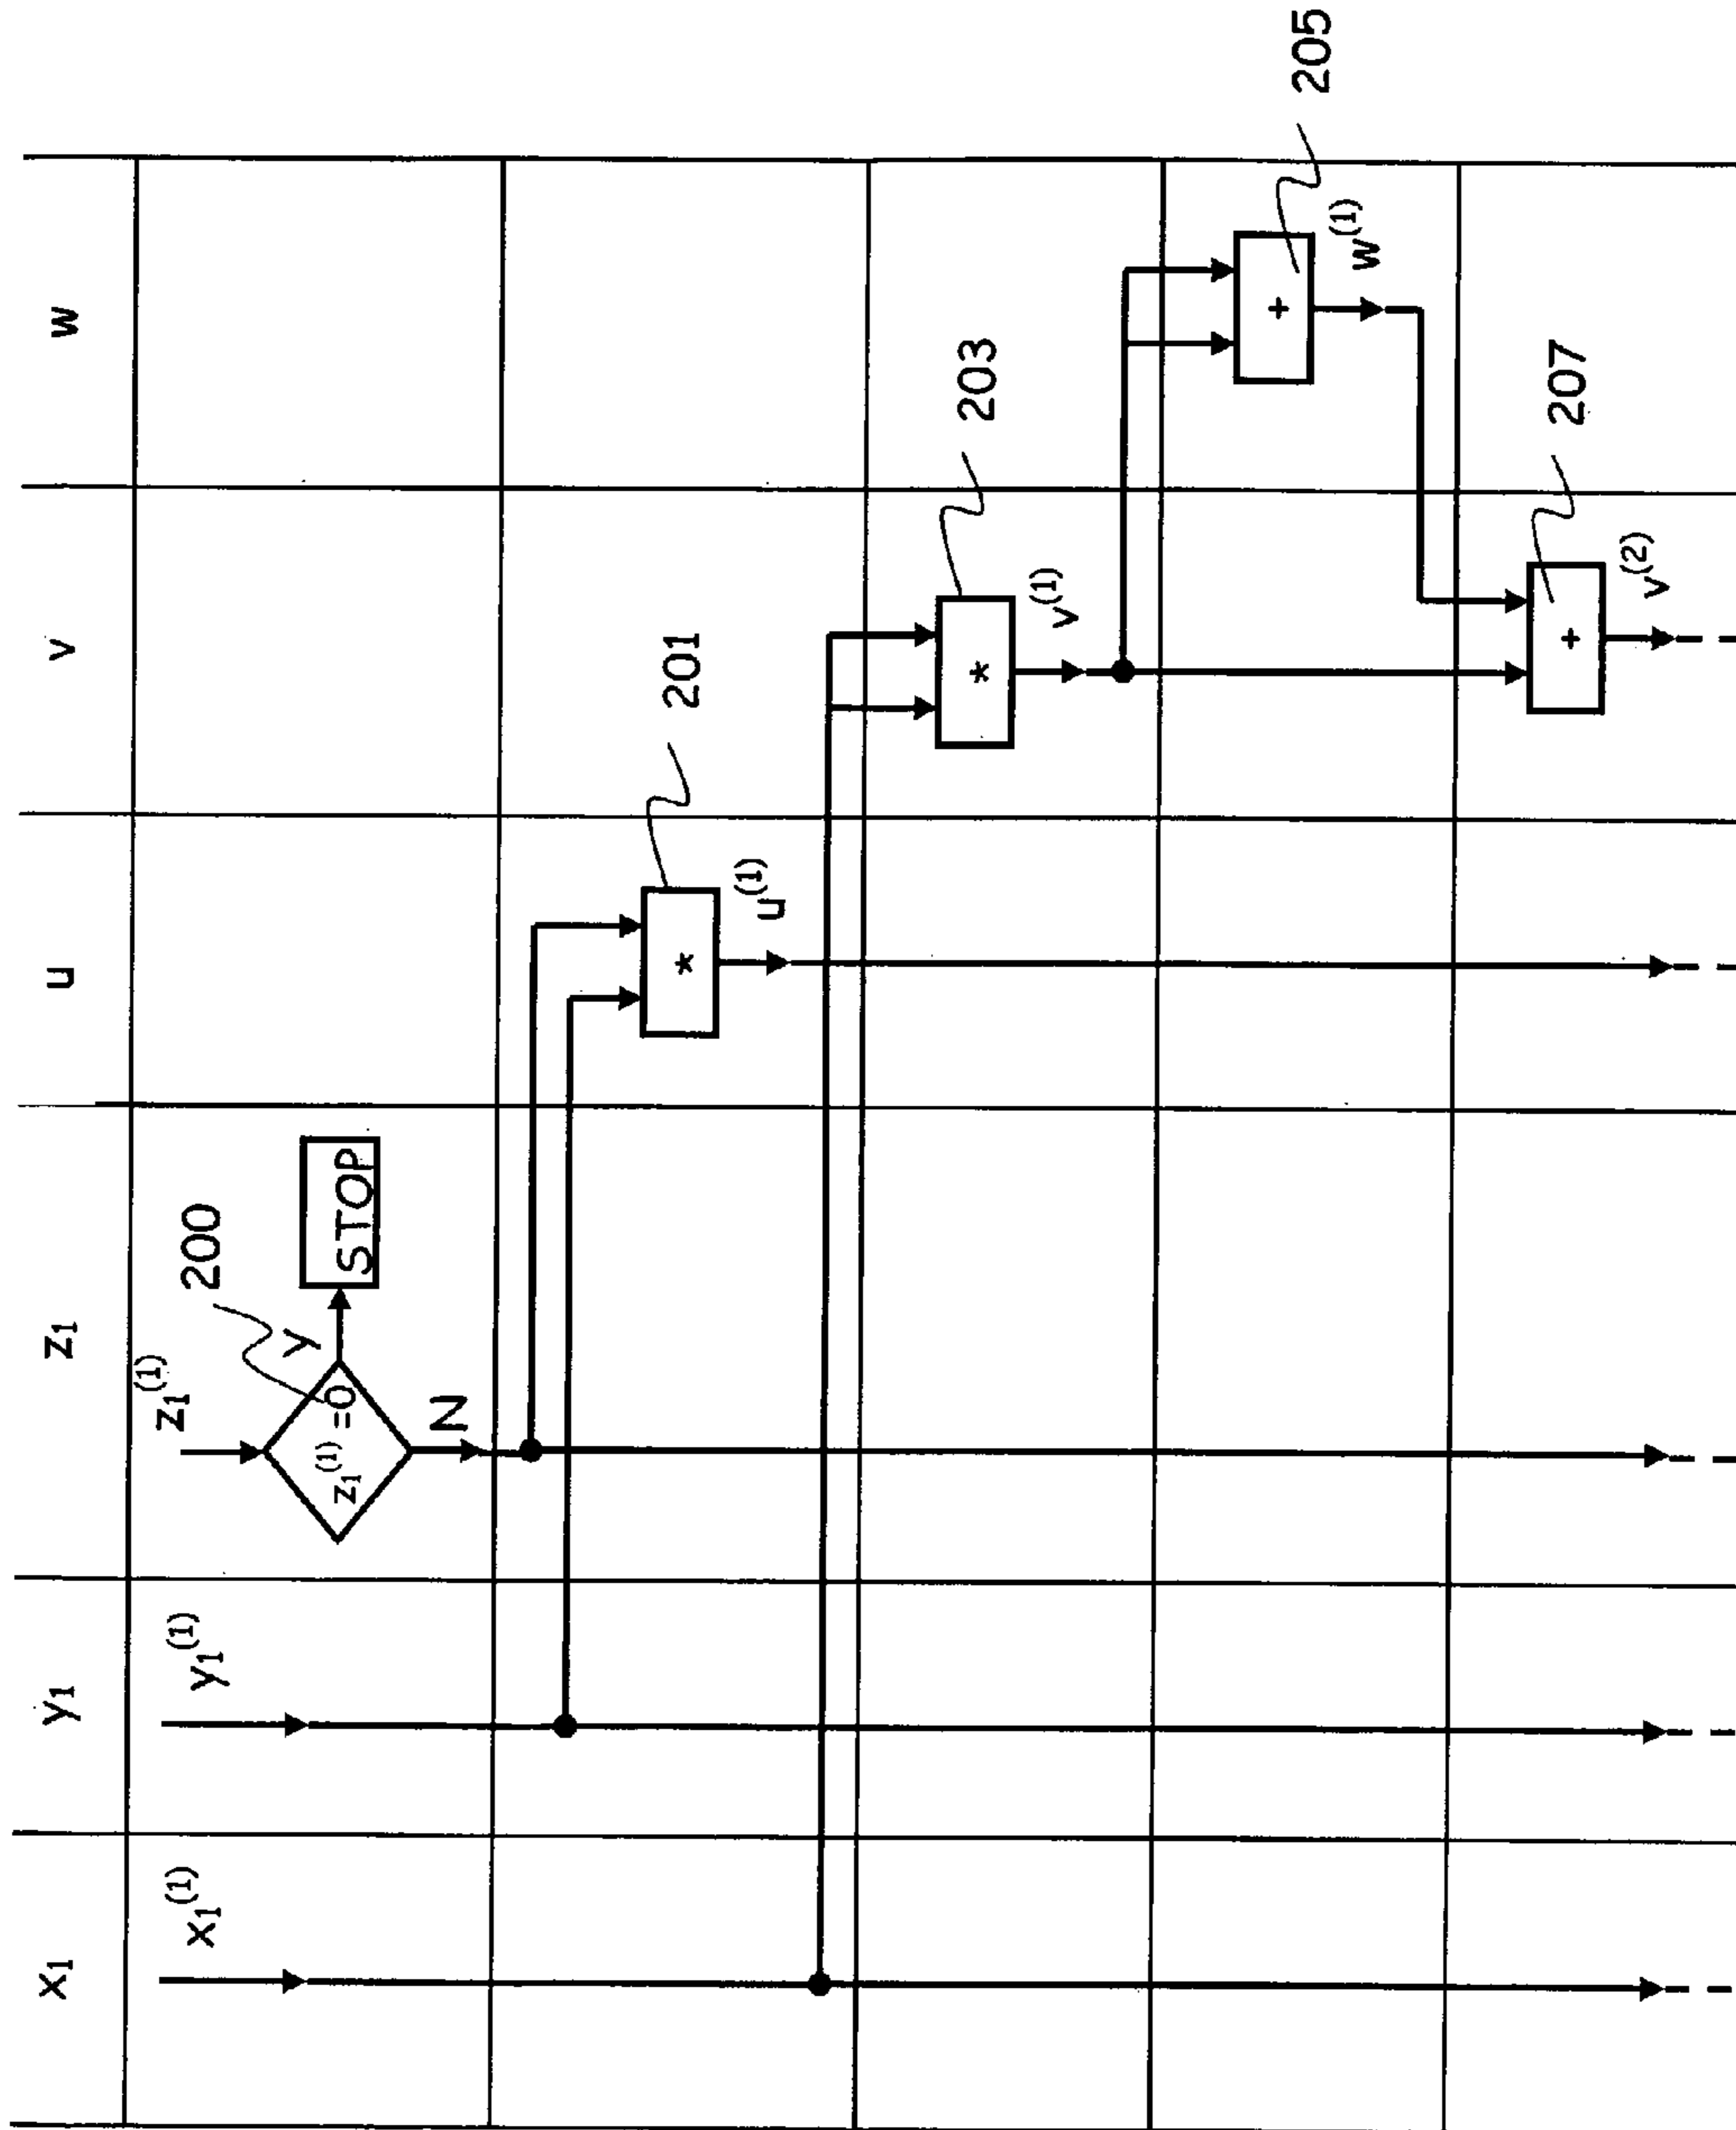 x₁ y₁ z₁ u v w
x₁⁽¹⁾ y₁⁽¹⁾ z₁⁽¹⁾
200
z₁⁽¹⁾ =0
Y
STOP
N
201
*
u⁽¹⁾
203
*
v⁽¹⁾
205
+
w⁽¹⁾
207
+
v⁽²⁾